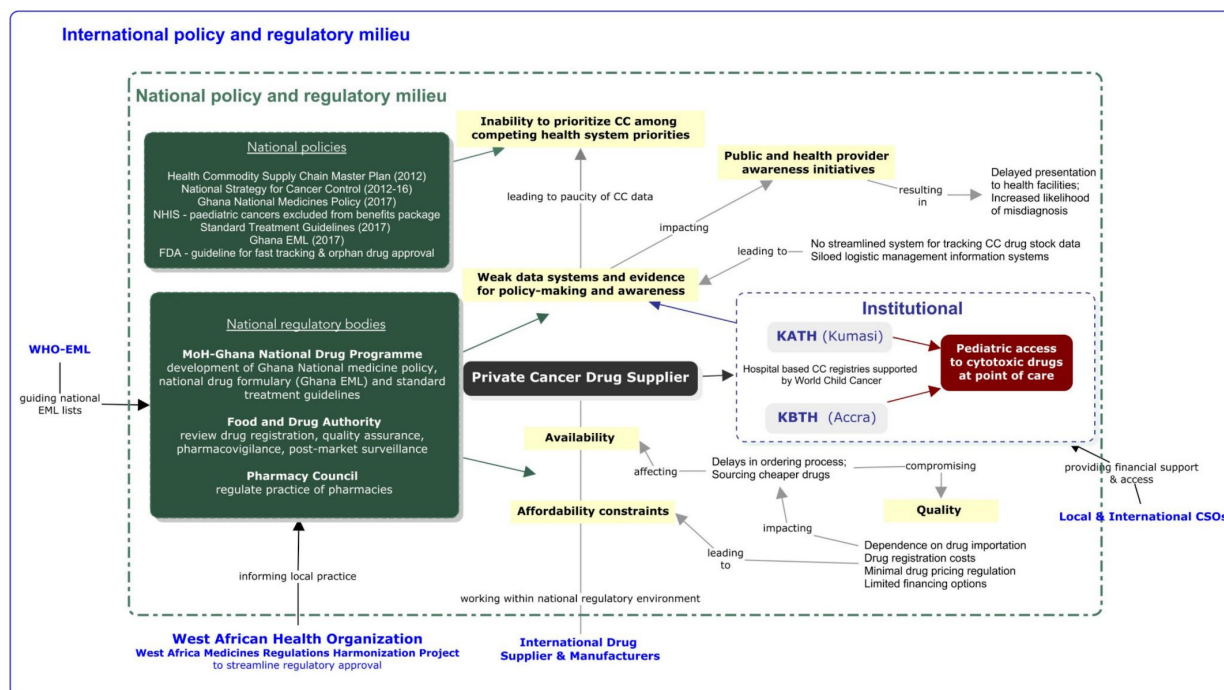 International policy and regulatory milieu
National policy and regulatory milieu
National policies
Health Commodity Supply Chain Master Plan (2012)
National Strategy for Cancer Control (2012-16)
Ghana National Medicines Policy (2017)
NHIS - paediatric cancers excluded from benefits package
Standard Treatment Guidelines (2017)
Ghana EML (2017)
FDA - guideline for fast tracking & orphan drug approval
Inability to prioritize CC among
competing health system priorities
leading to paucity of CC data
Public and health provider
awareness initiatives
impacting
resulting
in
Delayed presentation
to health facilities;
Increased likelihood
of misdiagnosis
Weak data systems and evidence
for policy-making and awareness
leading to
No streamlined system for tracking CC drug stock data
Siloed logistic management information systems
National regulatory bodies
MoH-Ghana National Drug Programme
development of Ghana National medicine policy,
national drug formulary (Ghana EML) and standard
treatment guidelines
Food and Drug Authority
review drug registration, quality assurance,
pharmacovigilance, post-market surveillance
Pharmacy Council
regulate practice of pharmacies
WHO-EML
guiding national
EML lists
Private Cancer Drug Supplier
Institutional
KATH (Kumasi)
Hospital based CC registries supported
by World Child Cancer
KBTH (Accra)
Pediatric access
to cytotoxic drugs
at point of care
Availability
affecting
Delays in ordering process;
Sourcing cheaper drugs
compromising
Quality
providing financial support
& access
Local & International CSOs
Affordability constraints
impacting
leading
to
Dependence on drug importation
Drug registration costs
Minimal drug pricing regulation
Limited financing options
informing local practice
working within national regulatory environment
West African Health Organization
West Africa Medicines Regulations Harmonization Project
to streamline regulatory approval
International Drug
Supplier & Manufacturers